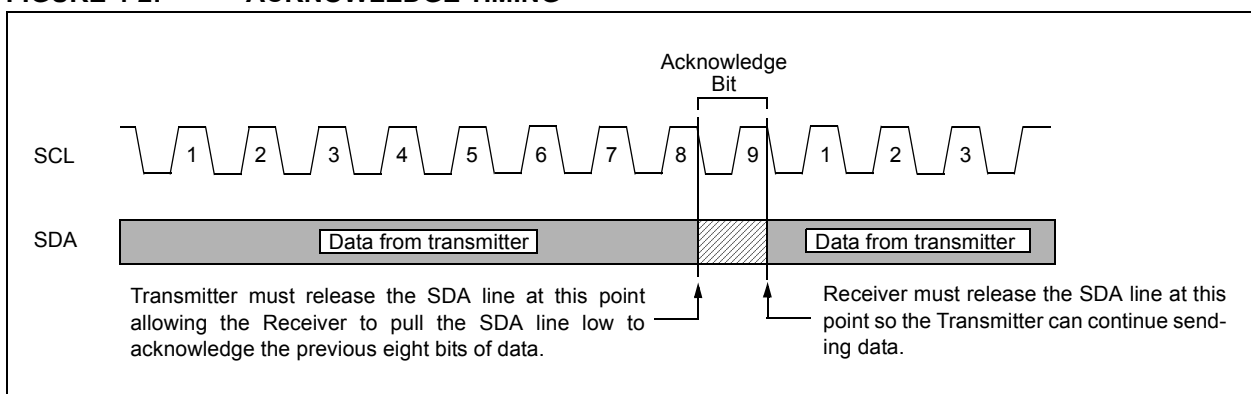 FIGURE 4-2: ACKNOWLEDGE TIMING
Acknowledge
Bit
SCL
1 2 3 4 5 6 7 8 9 1 2 3
SDA
Data from transmitter
Data from transmitter
Transmitter must release the SDA line at this point
allowing the Receiver to pull the SDA line low to
acknowledge the previous eight bits of data.
Receiver must release the SDA line at this
point so the Transmitter can continue send-
ing data.